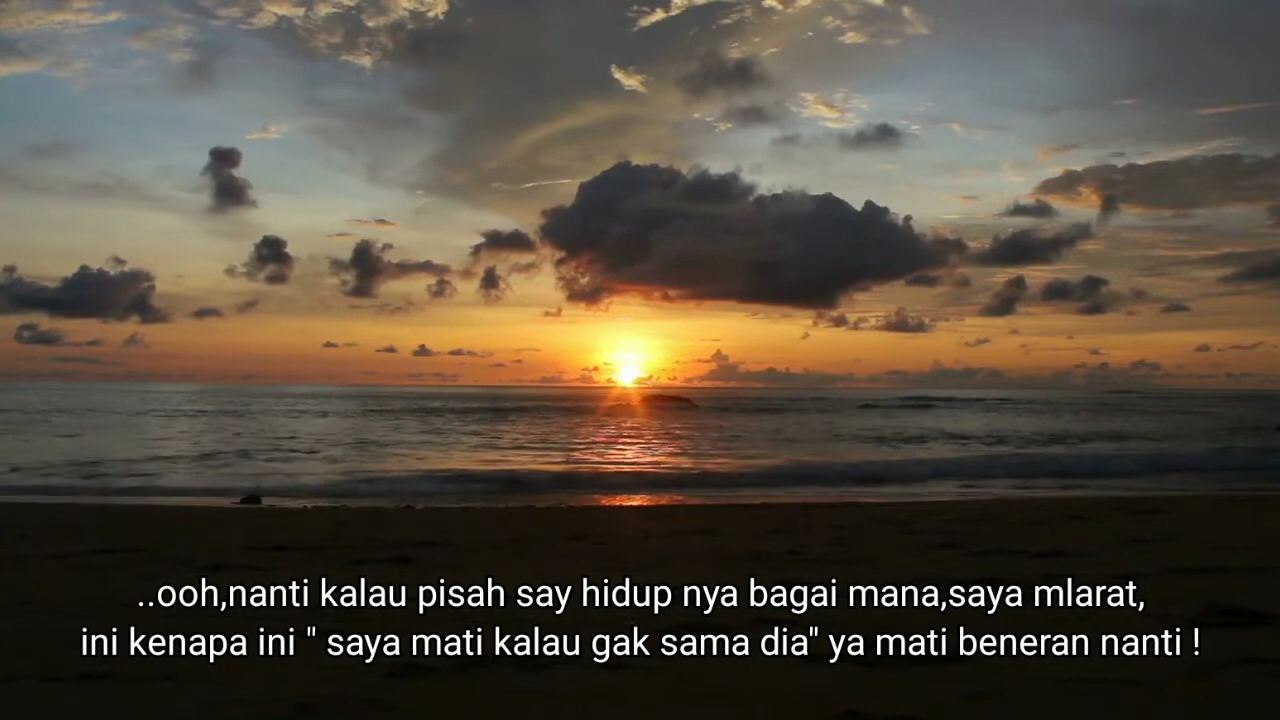 ..ooh,nanti kalau pisah say hidup nya bagai mana,saya mlarat,
ini kenapa ini " saya mati kalau gak sama dia" ya mati beneran nanti !